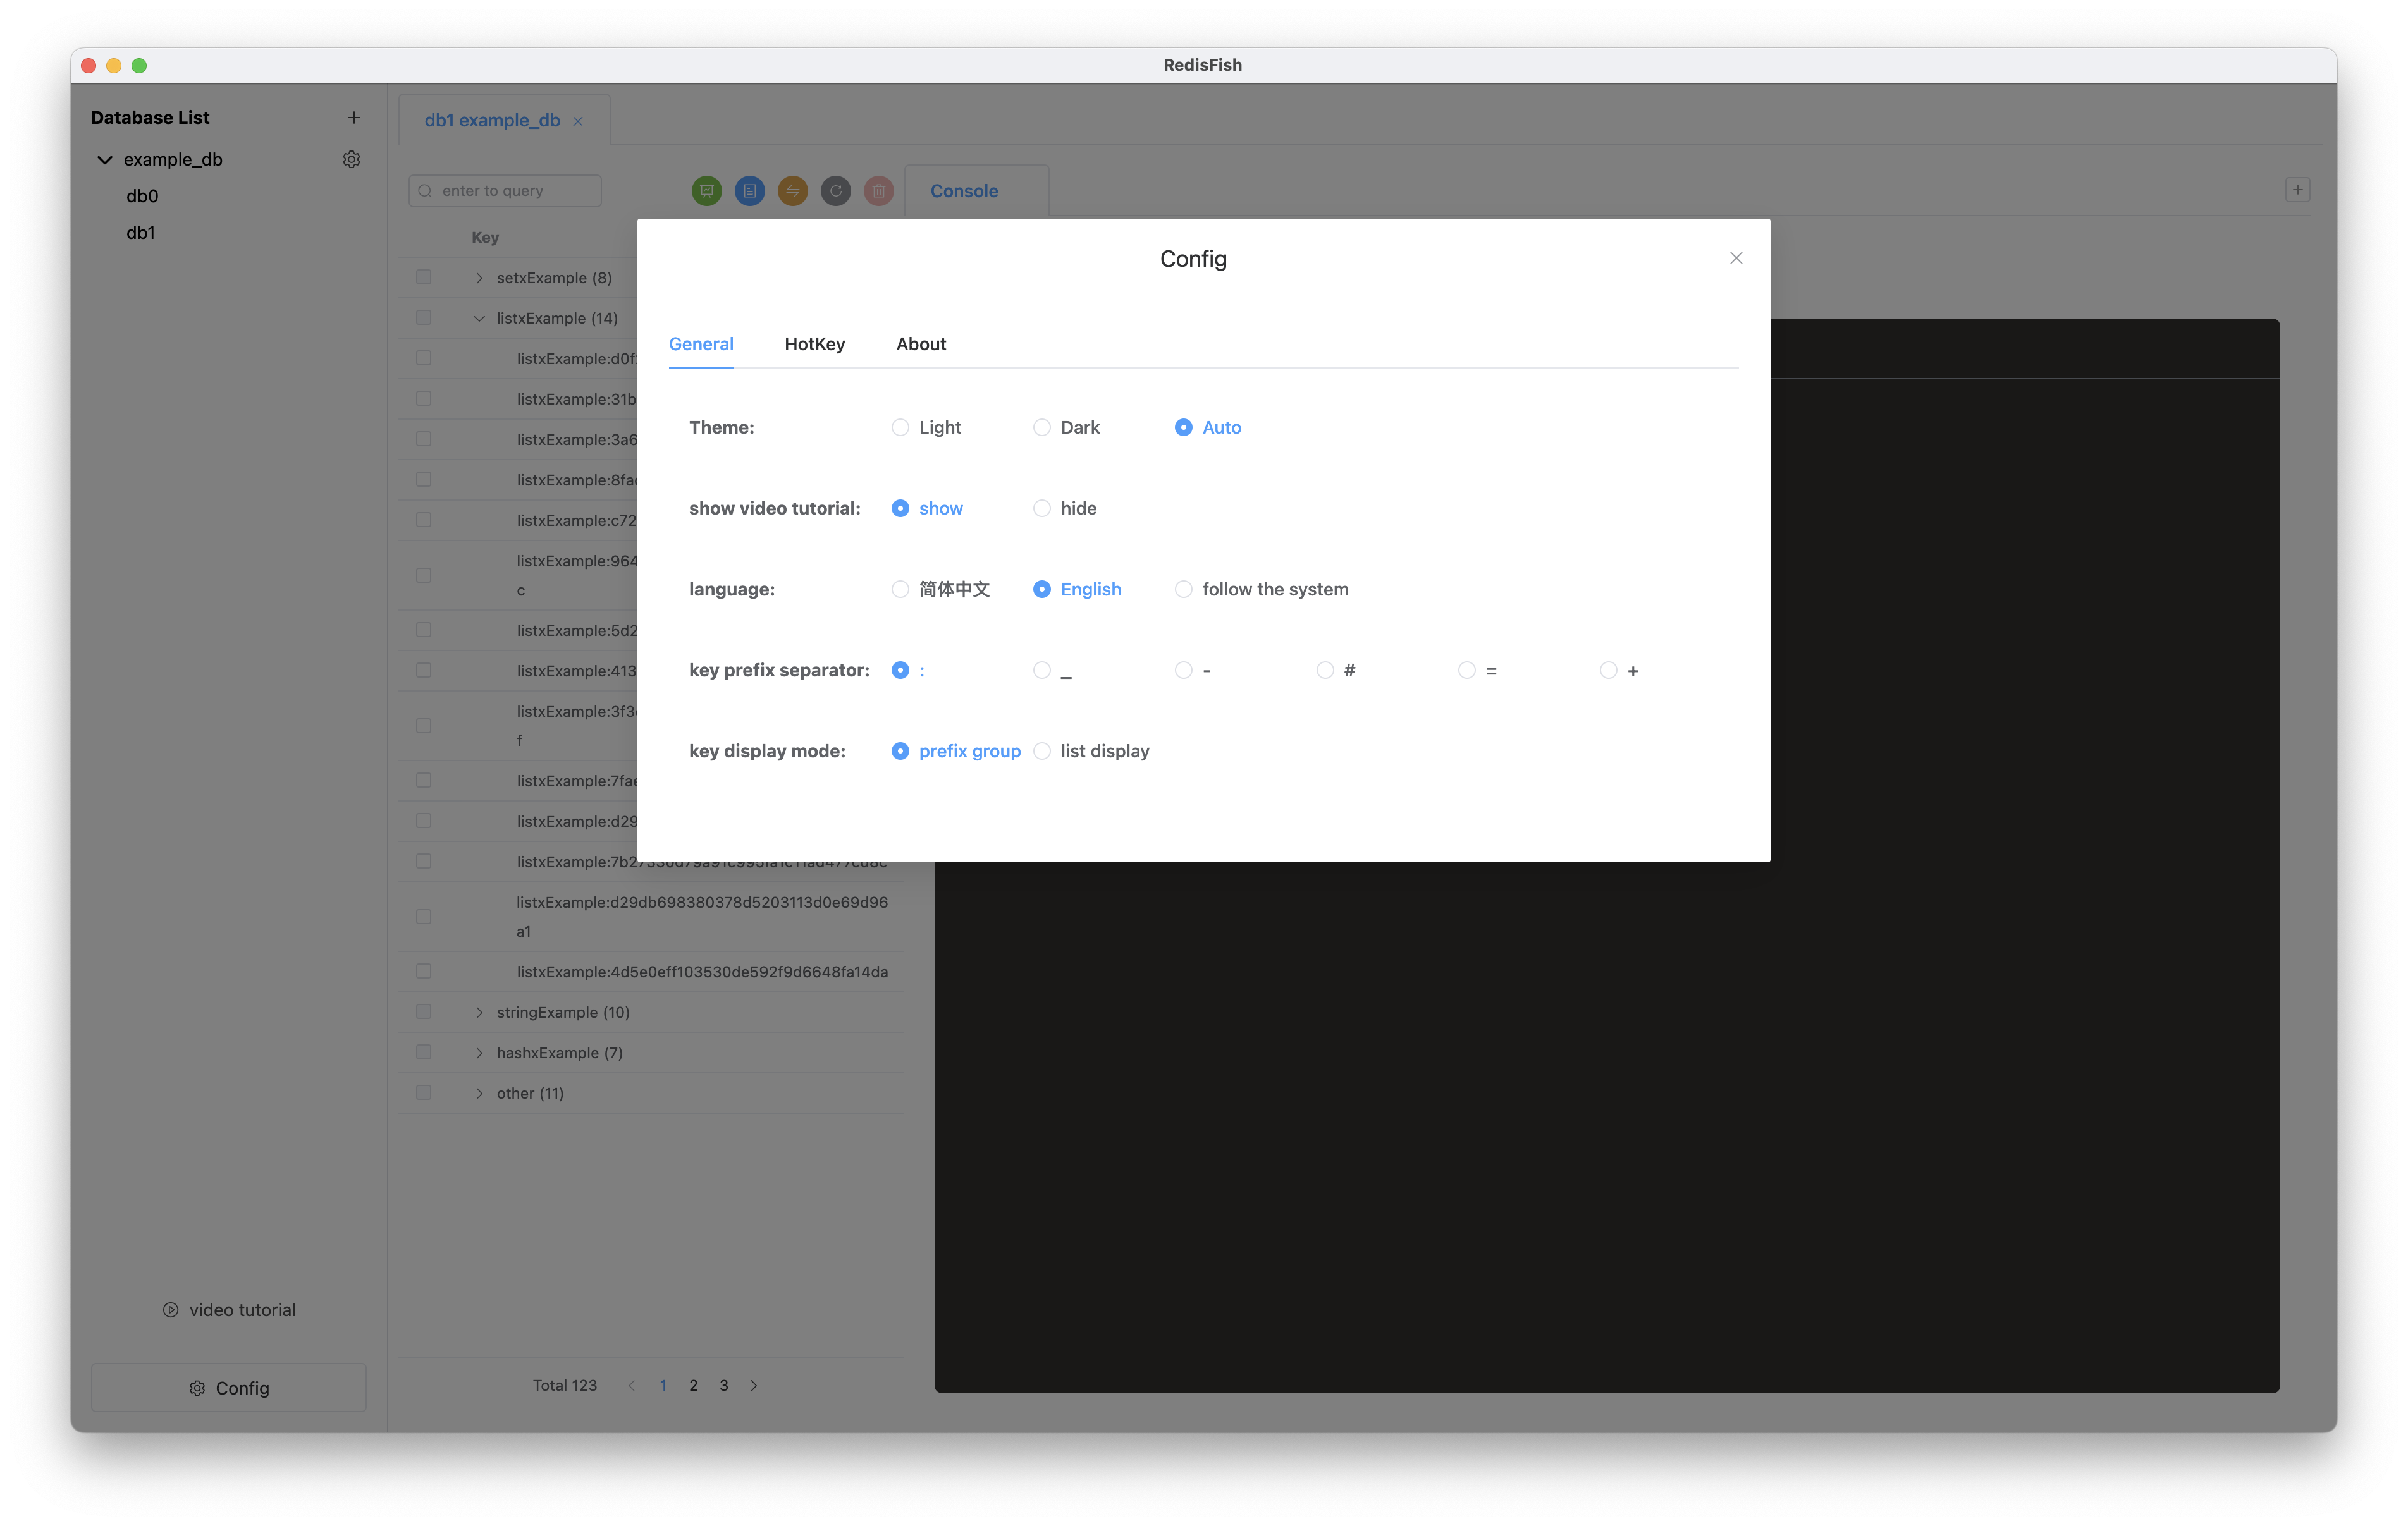 RedisFish
Database List
example_db
db0
db1
video tutorial
Config
db1 example_db
enter to query
Console
Key
setxExample (8)
listxExample (14)
listxExample:d0f
listxExample:31b
listxExample:3a6
listxExample:8fa
listxExample:c72
listxExample:964
c
listxExample:5d2
listxExample:413
listxExample:3f3
f
listxExample:7fae
listxExample:d29
listxExample:7b27330d79a91c995fa1c11ad477cd8c
listxExample:d29db698380378d5203113d0e69d96
a1
listxExample:4d5e0eff103530de592f9d6648fa14da
stringExample (10)
hashxExample (7)
other (11)
Total 123 < 1 2 3 >
Config
General HotKey About
Theme: Light Dark Auto
show video tutorial: show hide
language: 简体中文 English follow the system
key prefix separator: : _ - # = +
key display mode: prefix group list display